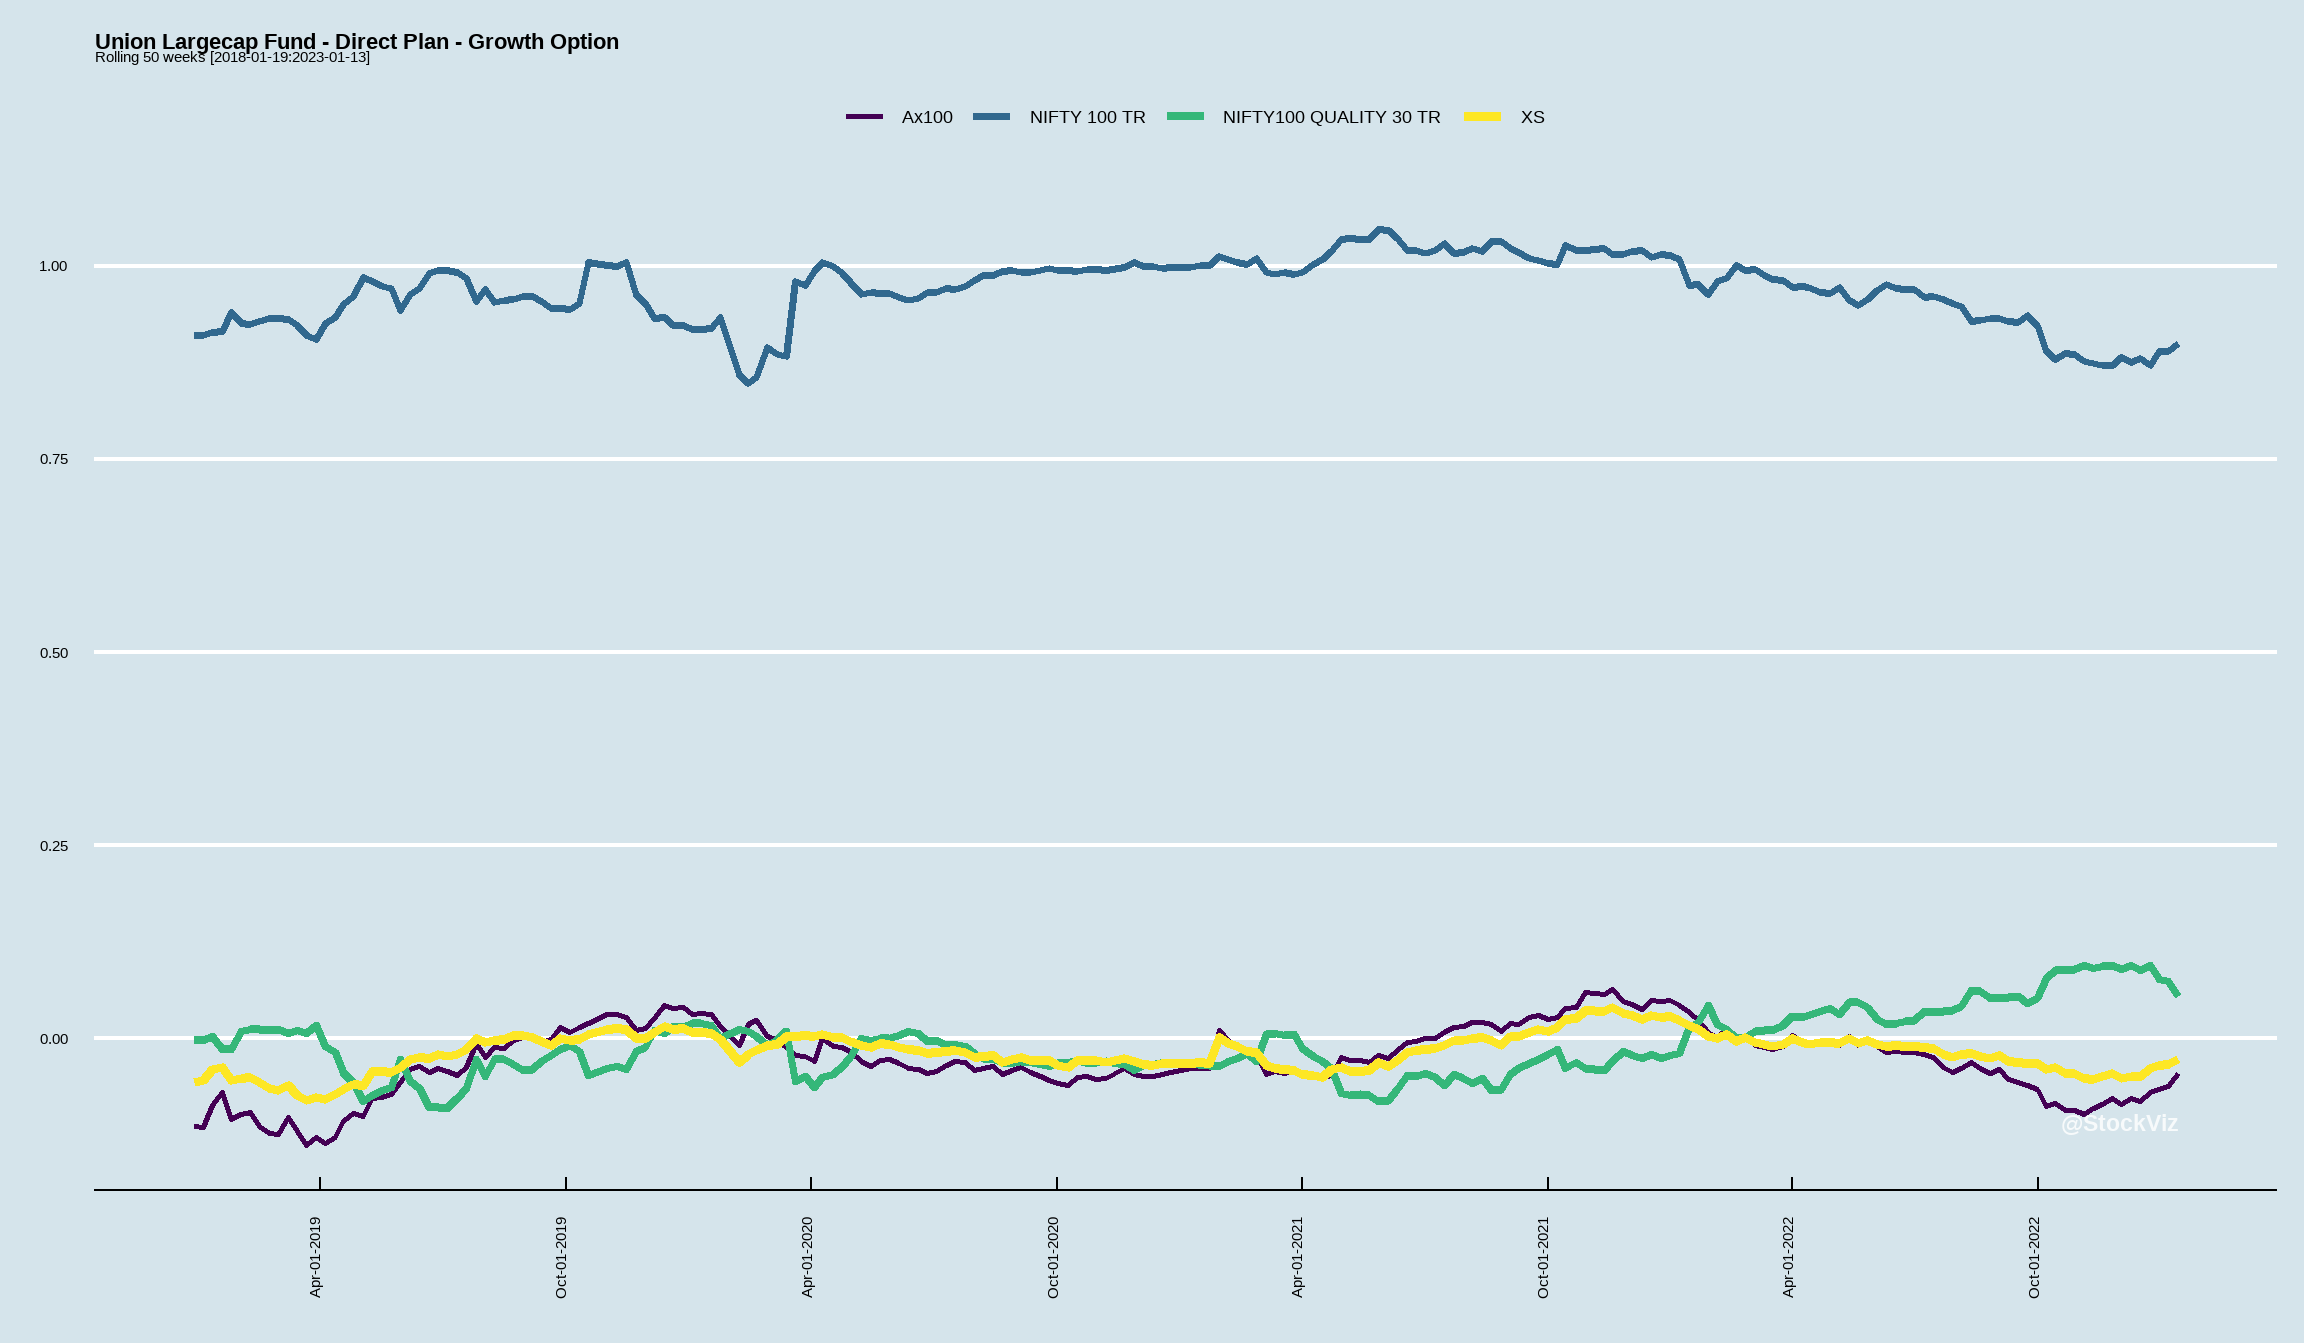 Union Largecap Fund - Direct Plan - Growth Option
Rolling 50 weeks [2018-01-19:2023-01-13]
Ax100 NIFTY 100 TR NIFTY100 QUALITY 30 TR XS
1.00
0.75
0.50
0.25
0.00
@StockViz
Apr-01-2019 Oct-01-2019 Apr-01-2020 Oct-01-2020 Apr-01-2021 Oct-01-2021 Apr-01-2022 Oct-01-2022